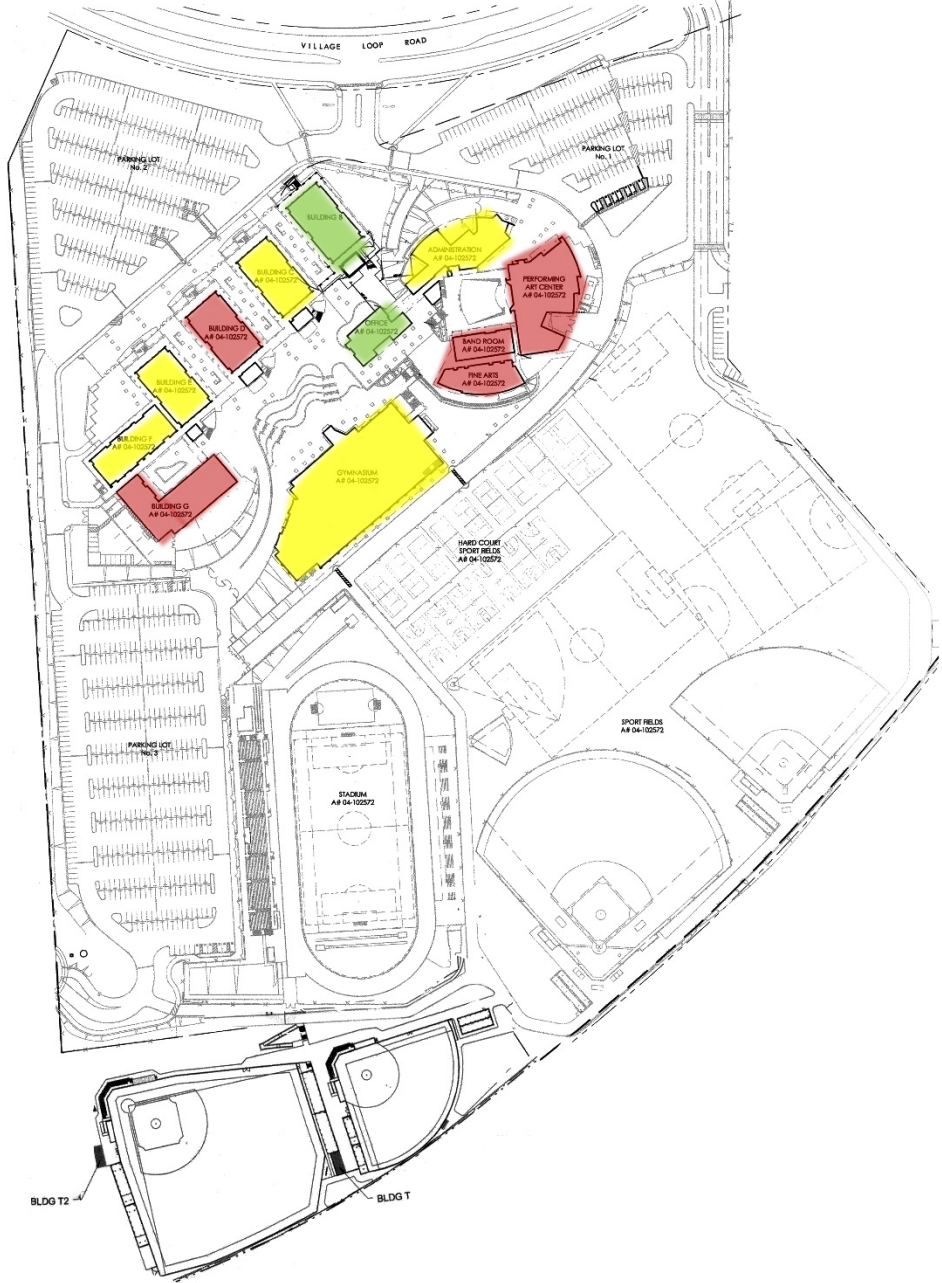 VILLAGE LOOP ROAD
PARKING LOT
No. 2
PARKING LOT
No. 1
BUILDING B
ADMINISTRATION
A# 04-102572
BUILDING C
A# 04-102572
PERFORMING
ART CENTER
A# 04-102572
BUILDING D
A# 04-102572
OFFICE
A# 04-102572
BAND ROOM
A# 04-102572
FINE ARTS
A# 04-102572
BUILDING E
A# 04-102572
BUILDING F
A# 04-102572
GYMNASIUM
A# 04-102572
BUILDING G
A# 04-102572
HARD COURT
SPORT FIELDS
A# 04-102572
SPORT FIELDS
A# 04-102572
PARKING LOT
No. 3
STADIUM
A# 04-102572
BLDG T2
BLDG T